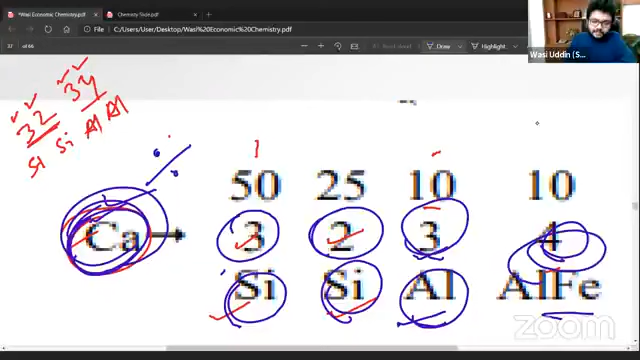 *Wasi Economic Chemistry.pdf
Chemistry Slide.pdf
C:/Users/User/Desktop/Wasi%20Economic%20Chemistry.pdf
of 66
Draw
Highlight
Wasi Uddin (S...
32 34
Si Si Al Al
50 25 10 10
Ca→ 3 2 3 4
Si Si Al AlFe
zoom